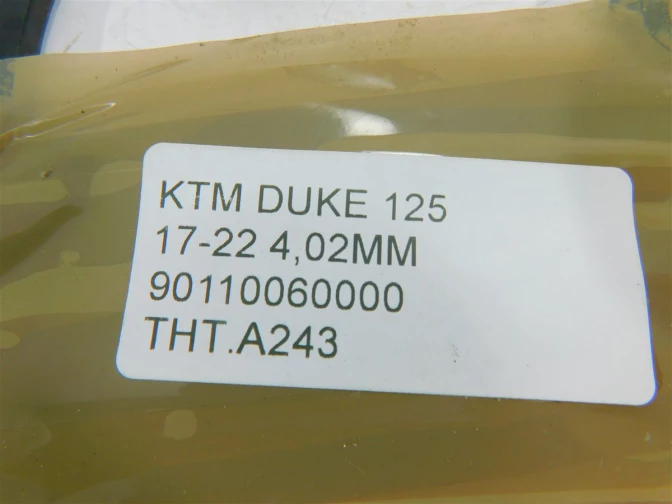 KTM DUKE 125
17-22 4,02MM
90110060000
THT.A243